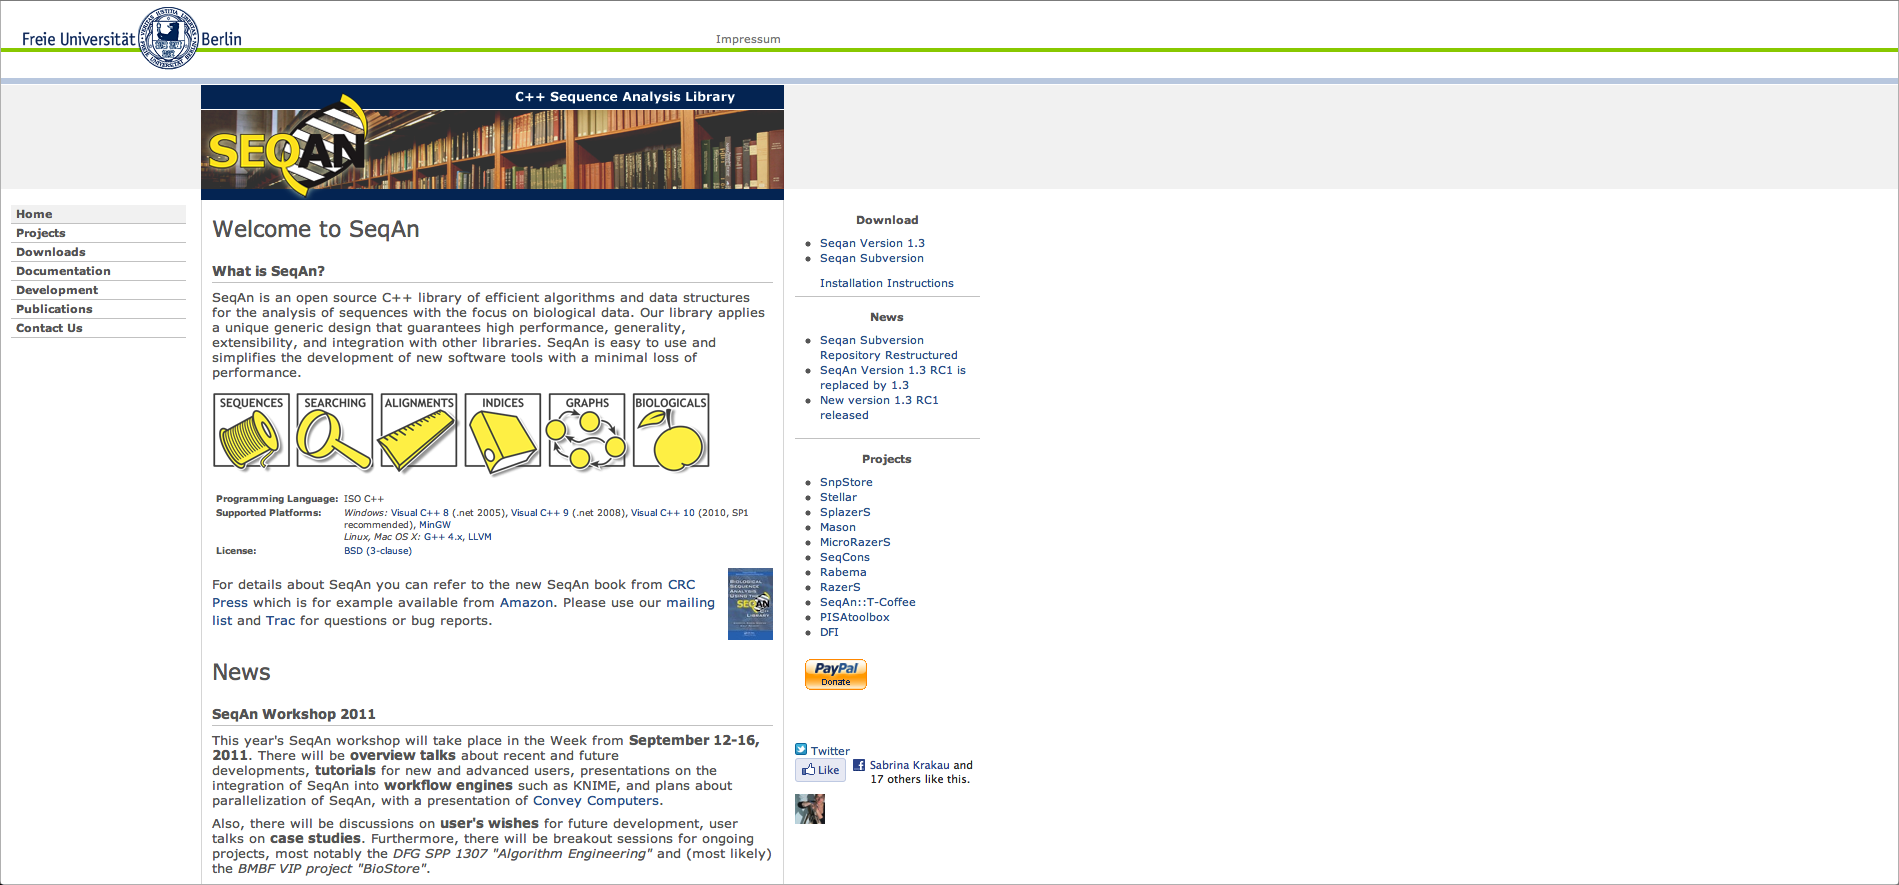 Freie Universität Berlin
Impressum
C++ Sequence Analysis Library
SEQAN
Home
Projects
Downloads
Documentation
Development
Publications
Contact Us
Welcome to SeqAn
What is SeqAn?
SeqAn is an open source C++ library of efficient algorithms and data structures
for the analysis of sequences with the focus on biological data. Our library applies
a unique generic design that guarantees high performance, generality,
extensibility, and integration with other libraries. SeqAn is easy to use and
simplifies the development of new software tools with a minimal loss of
performance.
SEQUENCES SEARCHING ALIGNMENTS INDICES GRAPHS BIOLOGICALS
Programming Language: ISO C++
Supported Platforms: Windows: Visual C++ 8 (.net 2005), Visual C++ 9 (.net 2008), Visual C++ 10 (2010, SP1
recommended), MinGW
Linux, Mac OS X: G++ 4.x, LLVM
License: BSD (3-clause)
For details about SeqAn you can refer to the new SeqAn book from CRC
Press which is for example available from Amazon. Please use our mailing
list and Trac for questions or bug reports.
BIOLOGICAL
SEQUENCE
ANALYSIS
SEQAN
LIBRARY
News
SeqAn Workshop 2011
This year's SeqAn workshop will take place in the Week from September 12-16,
2011. There will be overview talks about recent and future
developments, tutorials for new and advanced users, presentations on the
integration of SeqAn into workflow engines such as KNIME, and plans about
parallelization of SeqAn, with a presentation of Convey Computers.
Also, there will be discussions on user's wishes for future development, user
talks on case studies. Furthermore, there will be breakout sessions for ongoing
projects, most notably the DFG SPP 1307 "Algorithm Engineering" and (most likely)
the BMBF VIP project "BioStore".
Download
Seqan Version 1.3
Seqan Subversion
Installation Instructions
News
Seqan Subversion
Repository Restructured
SeqAn Version 1.3 RC1 is
replaced by 1.3
New version 1.3 RC1
released
Projects
SnpStore
Stellar
SplazerS
Mason
MicroRazerS
SeqCons
Rabema
RazerS
SeqAn::T-Coffee
PISAtoolbox
DFI
PayPal
Donate
Twitter
Like
Sabrina Krakau and
17 others like this.